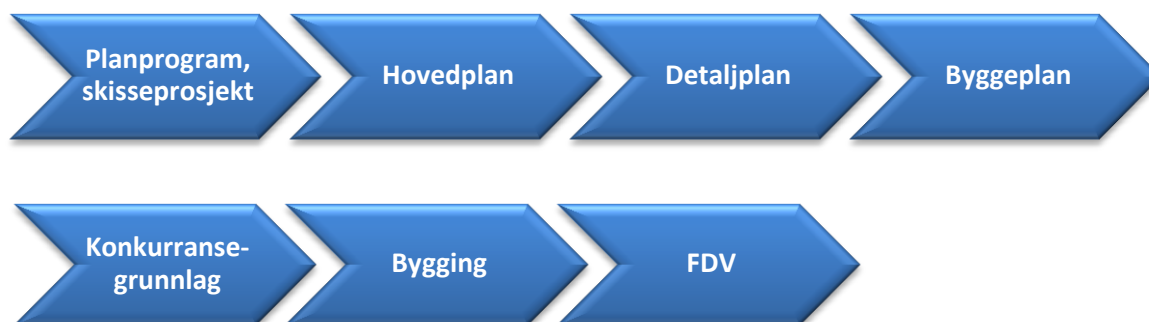 Planprogram,
skisseprosjekt
Hovedplan
Detaljplan
Byggeplan
Konkurranse-
grunnlag
Bygging
FDV